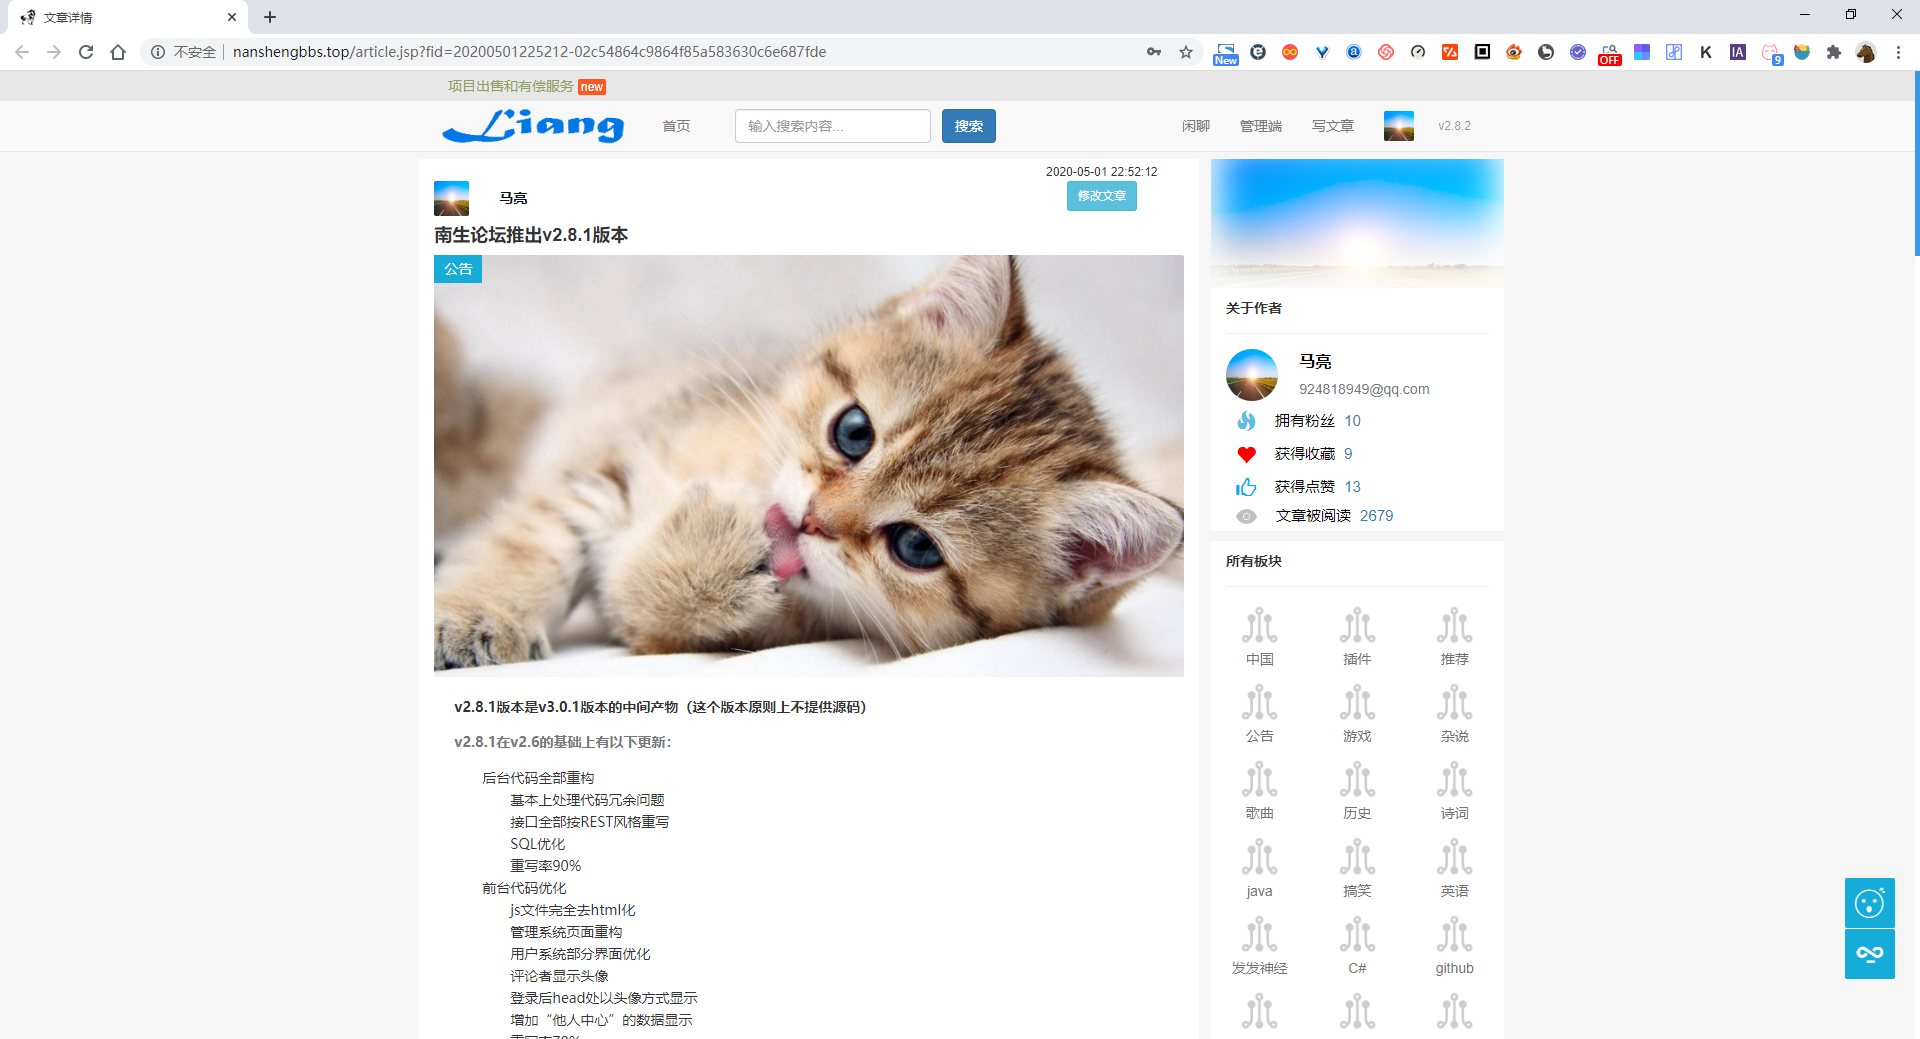 文章详情
不安全 nanshengbbs.top/article.jsp?fid=20200501225212-02c54864c9864f85a583630c6e687fde
New
OFF
K
IA
9
项目出售和有偿服务 new
Liang 首页 输入搜索内容... 搜索 闲聊 管理端 写文章 v2.8.2
2020-05-01 22:52:12
马亮
修改文章
南生论坛推出v2.8.1版本
公告
v2.8.1版本是v3.0.1版本的中间产物（这个版本原则上不提供源码）
v2.8.1在v2.6的基础上有以下更新：
后台代码全部重构
基本上处理代码冗余问题
接口全部按REST风格重写
SQL优化
重写率90%
前台代码优化
js文件完全去html化
管理系统页面重构
用户系统部分界面优化
评论者显示头像
登录后head处以头像方式显示
增加“他人中心”的数据显示
关于作者
马亮
924818949@qq.com
拥有粉丝 10
获得收藏 9
获得点赞 13
文章被阅读 2679
所有板块
中国 插件 推荐
公告 游戏 杂说
歌曲 历史 诗词
java 搞笑 英语
发发神经 C# github